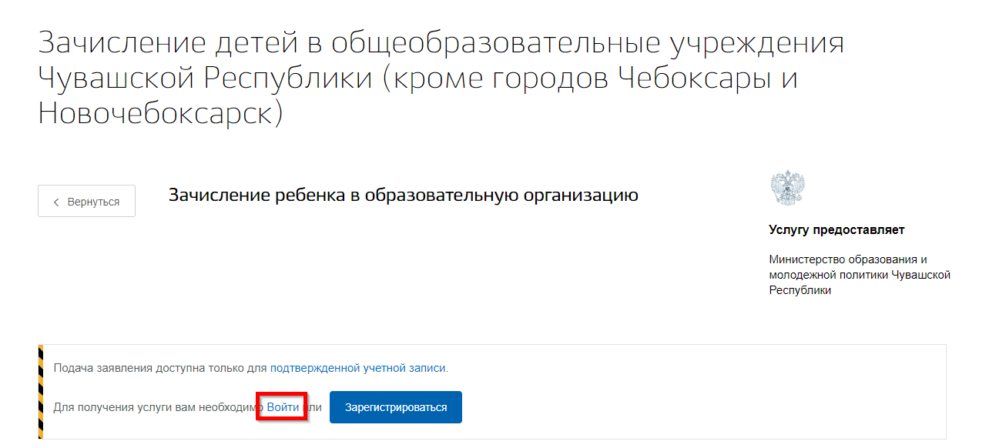 Зачисление детей в общеобразовательные учреждения
Чувашской Республики (кроме городов Чебоксары и
Новочебоксарск)
Вернуться
Зачисление ребенка в образовательную организацию
Услугу предоставляет
Министерство образования и
молодежной политики Чувашской
Республики
Подача заявления доступна только для подтвержденной учетной записи.
Для получения услуги вам необходимо Войти или Зарегистрироваться